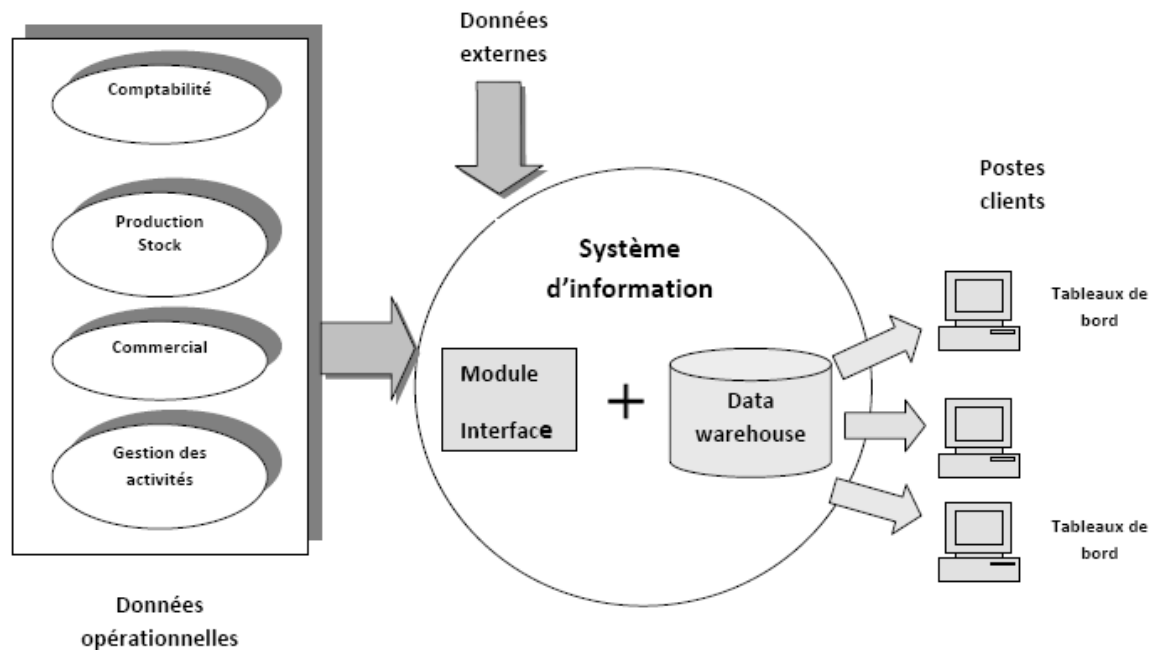 Données
externes
Comptabilité
Production
Stock
Commercial
Gestion des
activités
Données
opérationnelles
Système
d'information
Module
Interface
+
Data
warehouse
Postes
clients
Tableaux de
bord
Tableaux de
bord